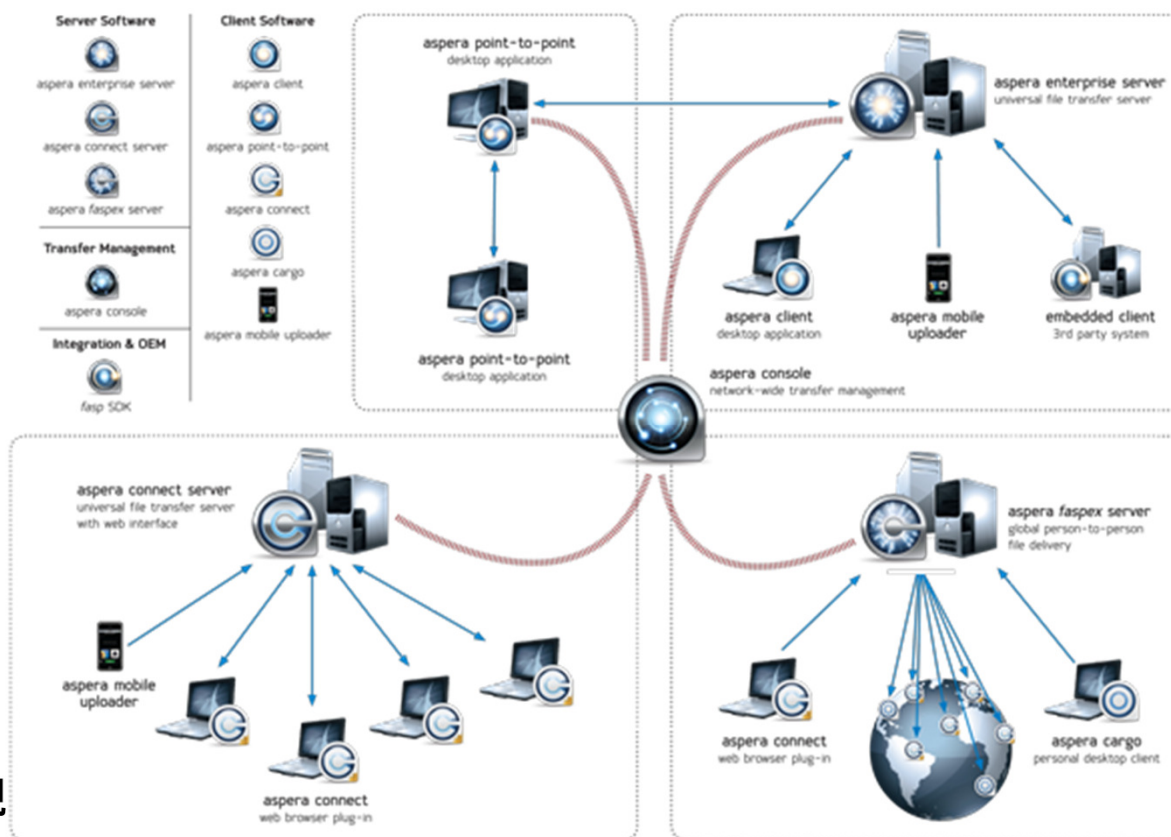 Server Software
aspera enterprise server
aspera connect server
aspera faspex server
Transfer Management
aspera console
Integration & OEM
fasp SDK
Client Software
aspera client
aspera point-to-point
aspera connect
aspera cargo
aspera mobile uploader
aspera point-to-point
desktop application
aspera point-to-point
desktop application
aspera enterprise server
universal file transfer server
aspera client
desktop application
aspera mobile
uploader
embedded client
3rd party system
aspera console
network-wide transfer management
aspera connect server
universal file transfer server
with web interface
aspera mobile
uploader
aspera connect
web browser plug-in
aspera faspex server
global person-to-person
file delivery
aspera connect
web browser plug-in
aspera cargo
personal desktop client